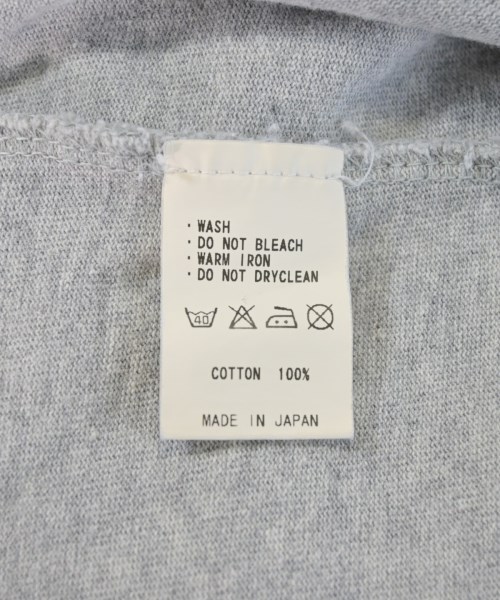 ・WASH
・DO NOT BLEACH
・WARM IRON
・DO NOT DRYCLEAN
40
COTTON 100%
MADE IN JAPAN